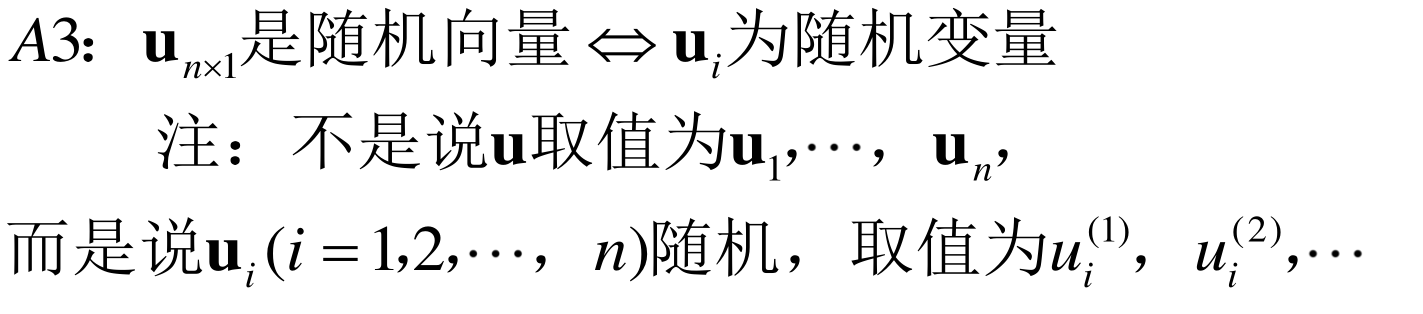 A3：u_{n×1}是随机向量⇔u_i为随机变量
注：不是说u取值为u_1,⋯，u_n,
而是说u_i(i=1,2,⋯，n)随机，取值为u_i^{(1)}，u_i^{(2)},⋯